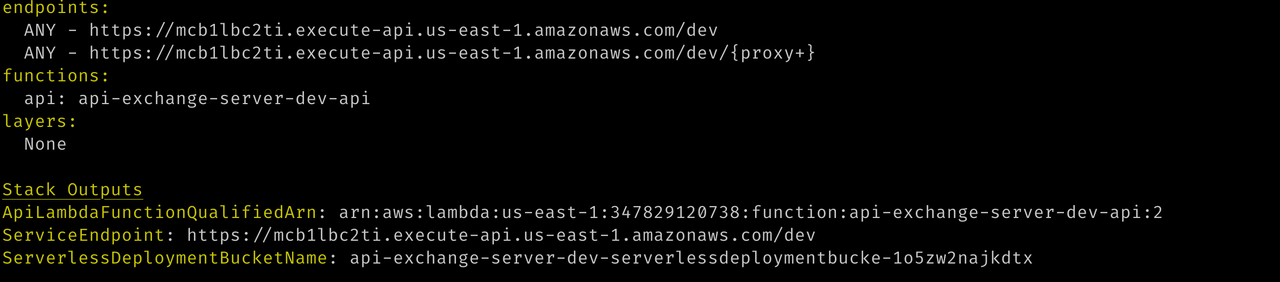 endpoints:
  ANY - https://mcb1lbc2ti.execute-api.us-east-1.amazonaws.com/dev
  ANY - https://mcb1lbc2ti.execute-api.us-east-1.amazonaws.com/dev/{proxy+}
functions:
  api: api-exchange-server-dev-api
layers:
  None
Stack Outputs
ApiLambdaFunctionQualifiedArn: arn:aws:lambda:us-east-1:347829120738:function:api-exchange-server-dev-api:2
ServiceEndpoint: https://mcb1lbc2ti.execute-api.us-east-1.amazonaws.com/dev
ServerlessDeploymentBucketName: api-exchange-server-dev-serverlessdeploymentbucke-1o5zw2najkdtx